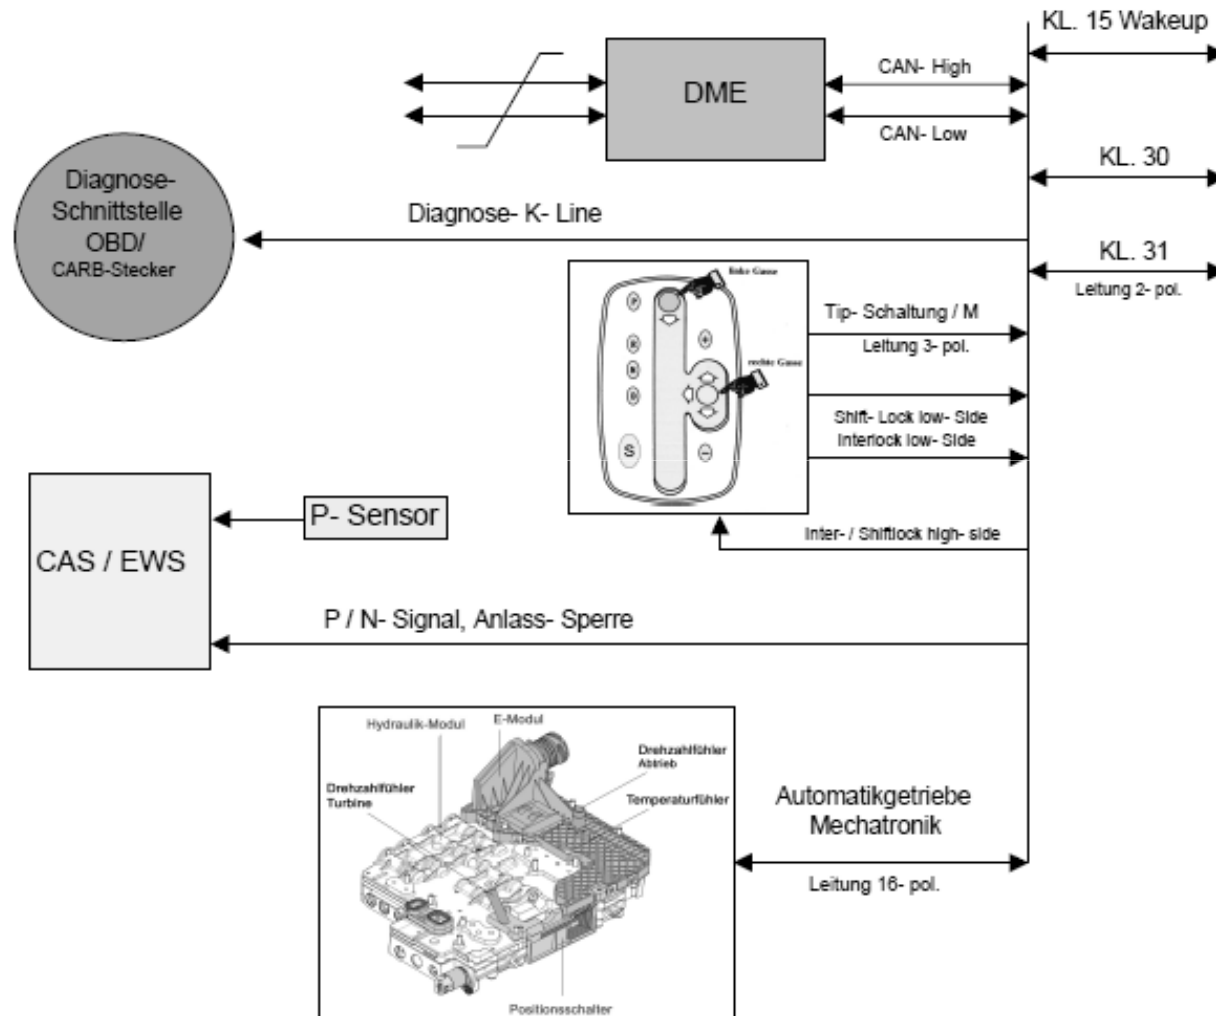 KL. 15 Wakeup
CAN- High
DME
CAN- Low
KL. 30
Diagnose-
Schnittstelle
OBD/
CARB-Stecker
Diagnose- K- Line
KL. 31
Leitung 2- pol.
linke Gasse
P
R
N
D
S
+
rechte Gasse
−
Tip- Schaltung / M
Leitung 3- pol.
Shift- Lock low- Side
Interlock low- Side
P- Sensor
CAS / EWS
Inter- / Shiftlock high- side
P / N- Signal, Anlass- Sperre
Hydraulik-Modul
E-Modul
Drehzahlfühler
Abtrieb
Drehzahlfühler
Turbine
Temperaturfühler
Positionsschalter
Automatikgetriebe
Mechatronik
Leitung 16- pol.